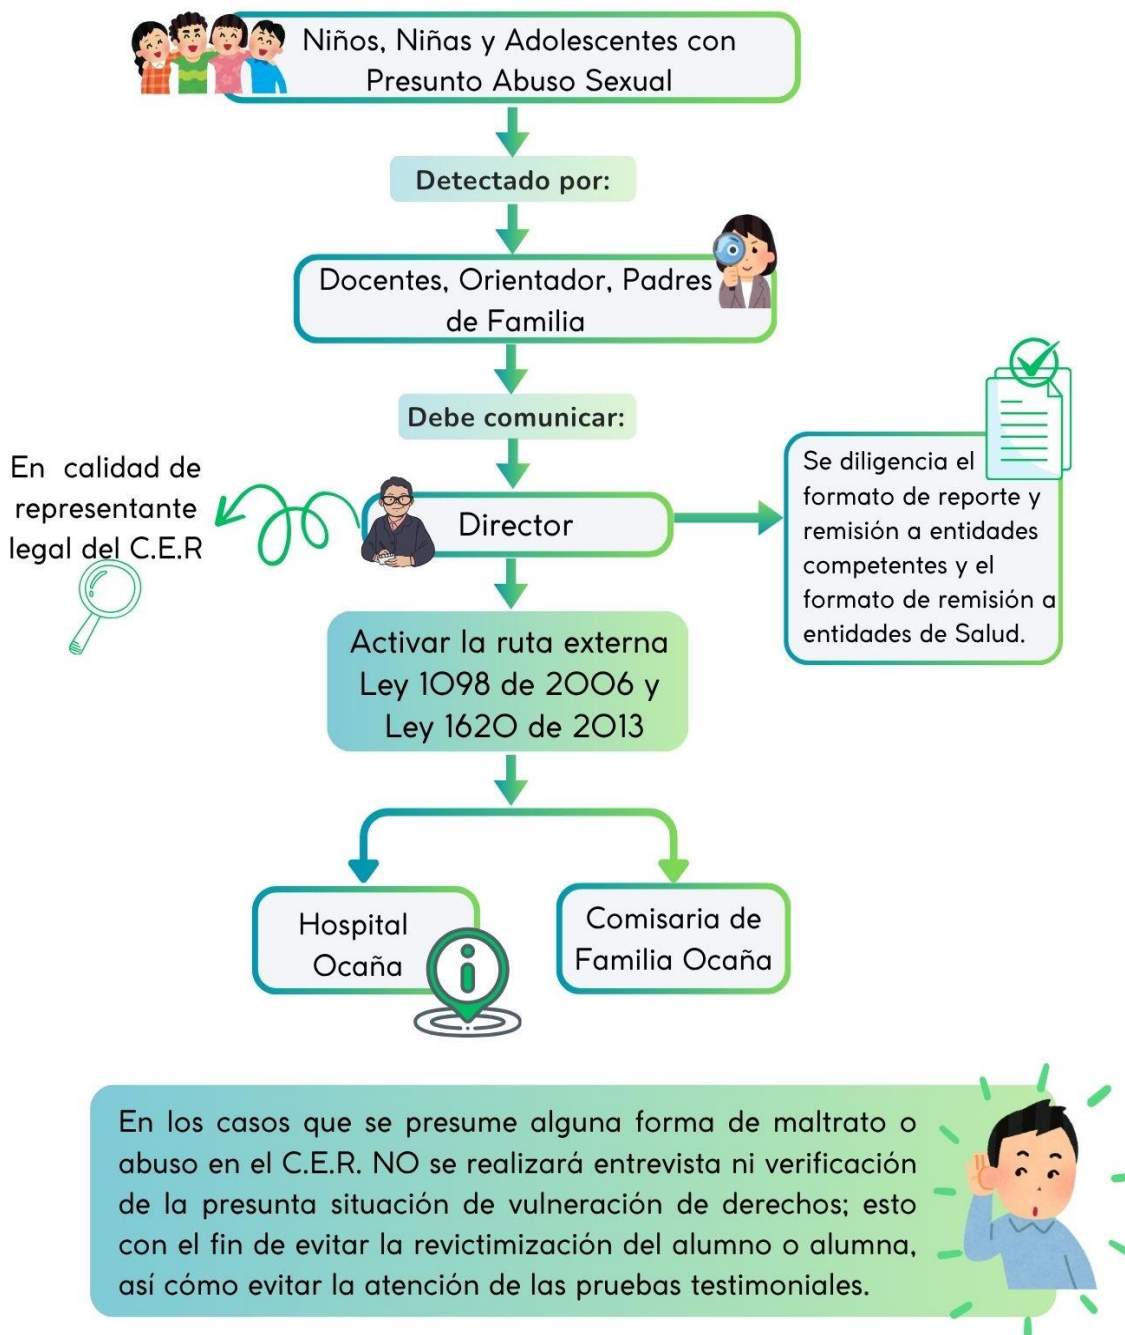 Niños, Niñas y Adolescentes con
Presunto Abuso Sexual
Detectado por:
Docentes, Orientador, Padres
de Familia
Debe comunicar:
En calidad de
representante
legal del C.E.R
Director
Se diligencia el
formato de reporte y
remisión a entidades
competentes y el
formato de remisión a
entidades de Salud.
Activar la ruta externa
Ley 1098 de 2006 y
Ley 1620 de 2013
Hospital
Ocaña
Comisaria de
Familia Ocaña
En los casos que se presume alguna forma de maltrato o
abuso en el C.E.R. NO se realizará entrevista ni verificación
de la presunta situación de vulneración de derechos; esto
con el fin de evitar la revictimización del alumno o alumna,
así cómo evitar la atención de las pruebas testimoniales.